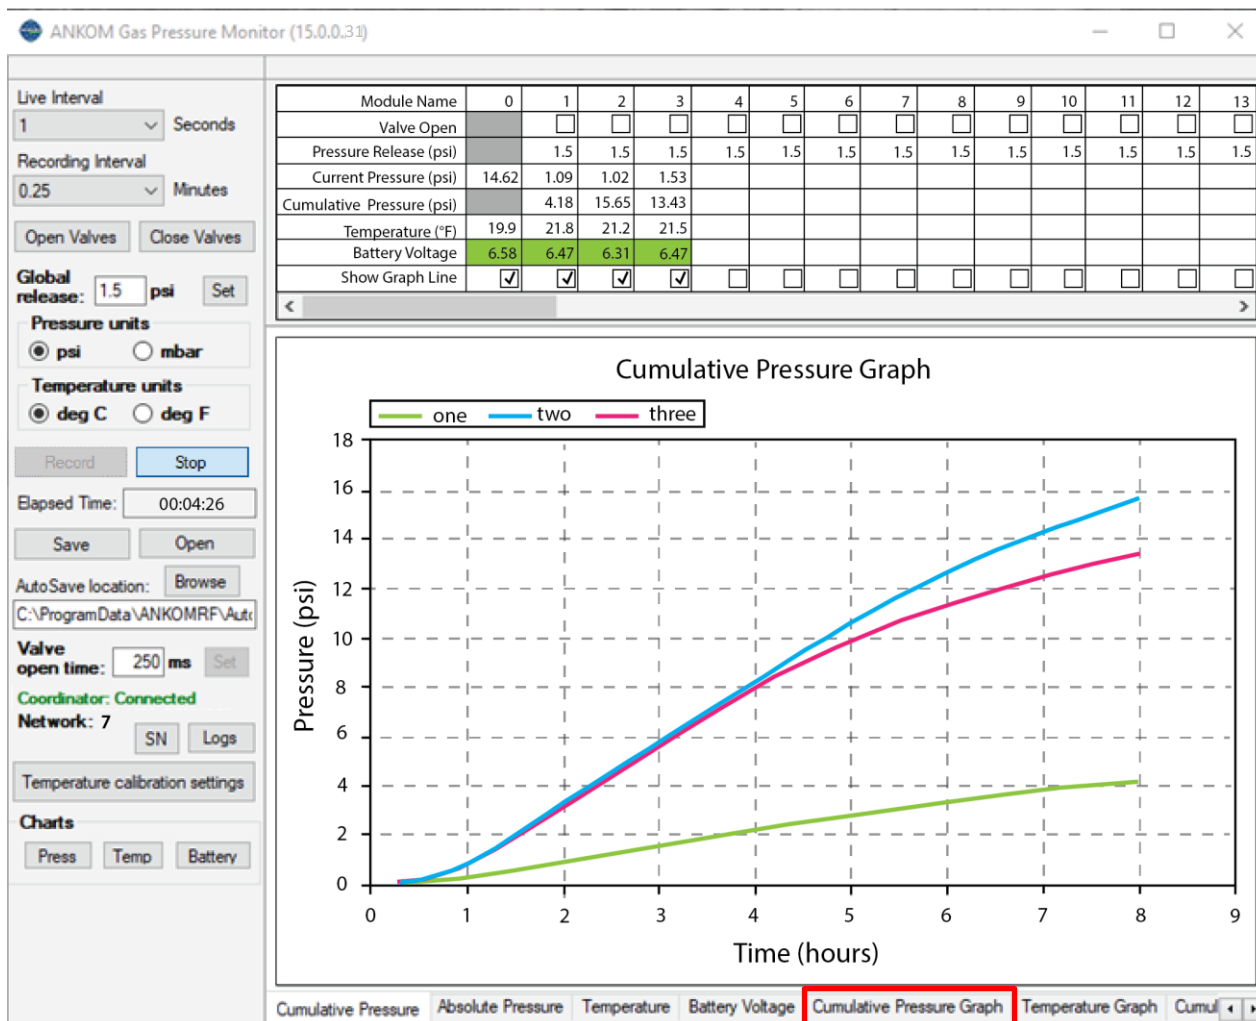 ANKOM Gas Pressure Monitor (15.0.0.31)
Live Interval
1 Seconds
Recording Interval
0.25 Minutes
Open Valves Close Valves
Global release: 1.5 psi Set
Pressure units
psi mbar
Temperature units
deg C deg F
Record Stop
Elapsed Time: 00:04:26
Save Open
AutoSave location: Browse
C:\ProgramData\ANKOMRF\Auto
Valve open time: 250 ms Set
Coordinator: Connected
Network: 7
SN Logs
Temperature calibration settings
Charts
Press Temp Battery
Module Name 0 1 2 3 4 5 6 7 8 9 10 11 12 13
Valve Open
Pressure Release (psi) 1.5 1.5 1.5 1.5 1.5 1.5 1.5 1.5 1.5 1.5 1.5 1.5 1.5
Current Pressure (psi) 14.62 1.09 1.02 1.53
Cumulative Pressure (psi) 4.18 15.65 13.43
Temperature (°F) 19.9 21.8 21.2 21.5
Battery Voltage 6.58 6.47 6.31 6.47
Show Graph Line
Cumulative Pressure Graph
one two three
18
16
14
12
10
8
6
4
2
0
Pressure (psi)
0 1 2 3 4 5 6 7 8 9
Time (hours)
Cumulative Pressure Absolute Pressure Temperature Battery Voltage Cumulative Pressure Graph Temperature Graph Cumul